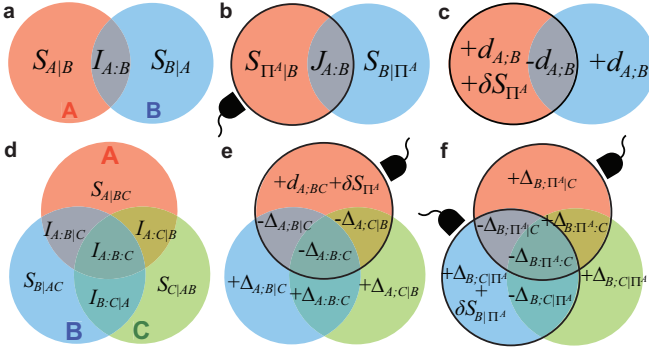 a
S_{A|B} I_{A:B} S_{B|A}
A B
b
S_{Π^A|B} J_{A:B} S_{B|Π^A}
c
+d_{A;B} -d_{A;B} +d_{A;B}
+δS_{Π^A}
d
A
S_{A|BC}
I_{A:B|C} I_{A:C|B}
I_{A:B:C}
S_{B|AC} I_{B:C|A} S_{C|AB}
B C
e
+d_{A;BC}+δS_{Π^A}
-Δ_{A;B|C} -Δ_{A;C|B}
-Δ_{A:B:C}
+Δ_{A;B|C} +Δ_{A:B:C} +Δ_{A;C|B}
f
+Δ_{B;Π^A|C}
-Δ_{B;Π^A|C} +Δ_{B:Π^A:C}
-Δ_{B:Π^A:C}
+Δ_{B;C|Π^A} -Δ_{B;C|Π^A} +Δ_{B;C|Π^A}
+
δS_{B|Π^A}